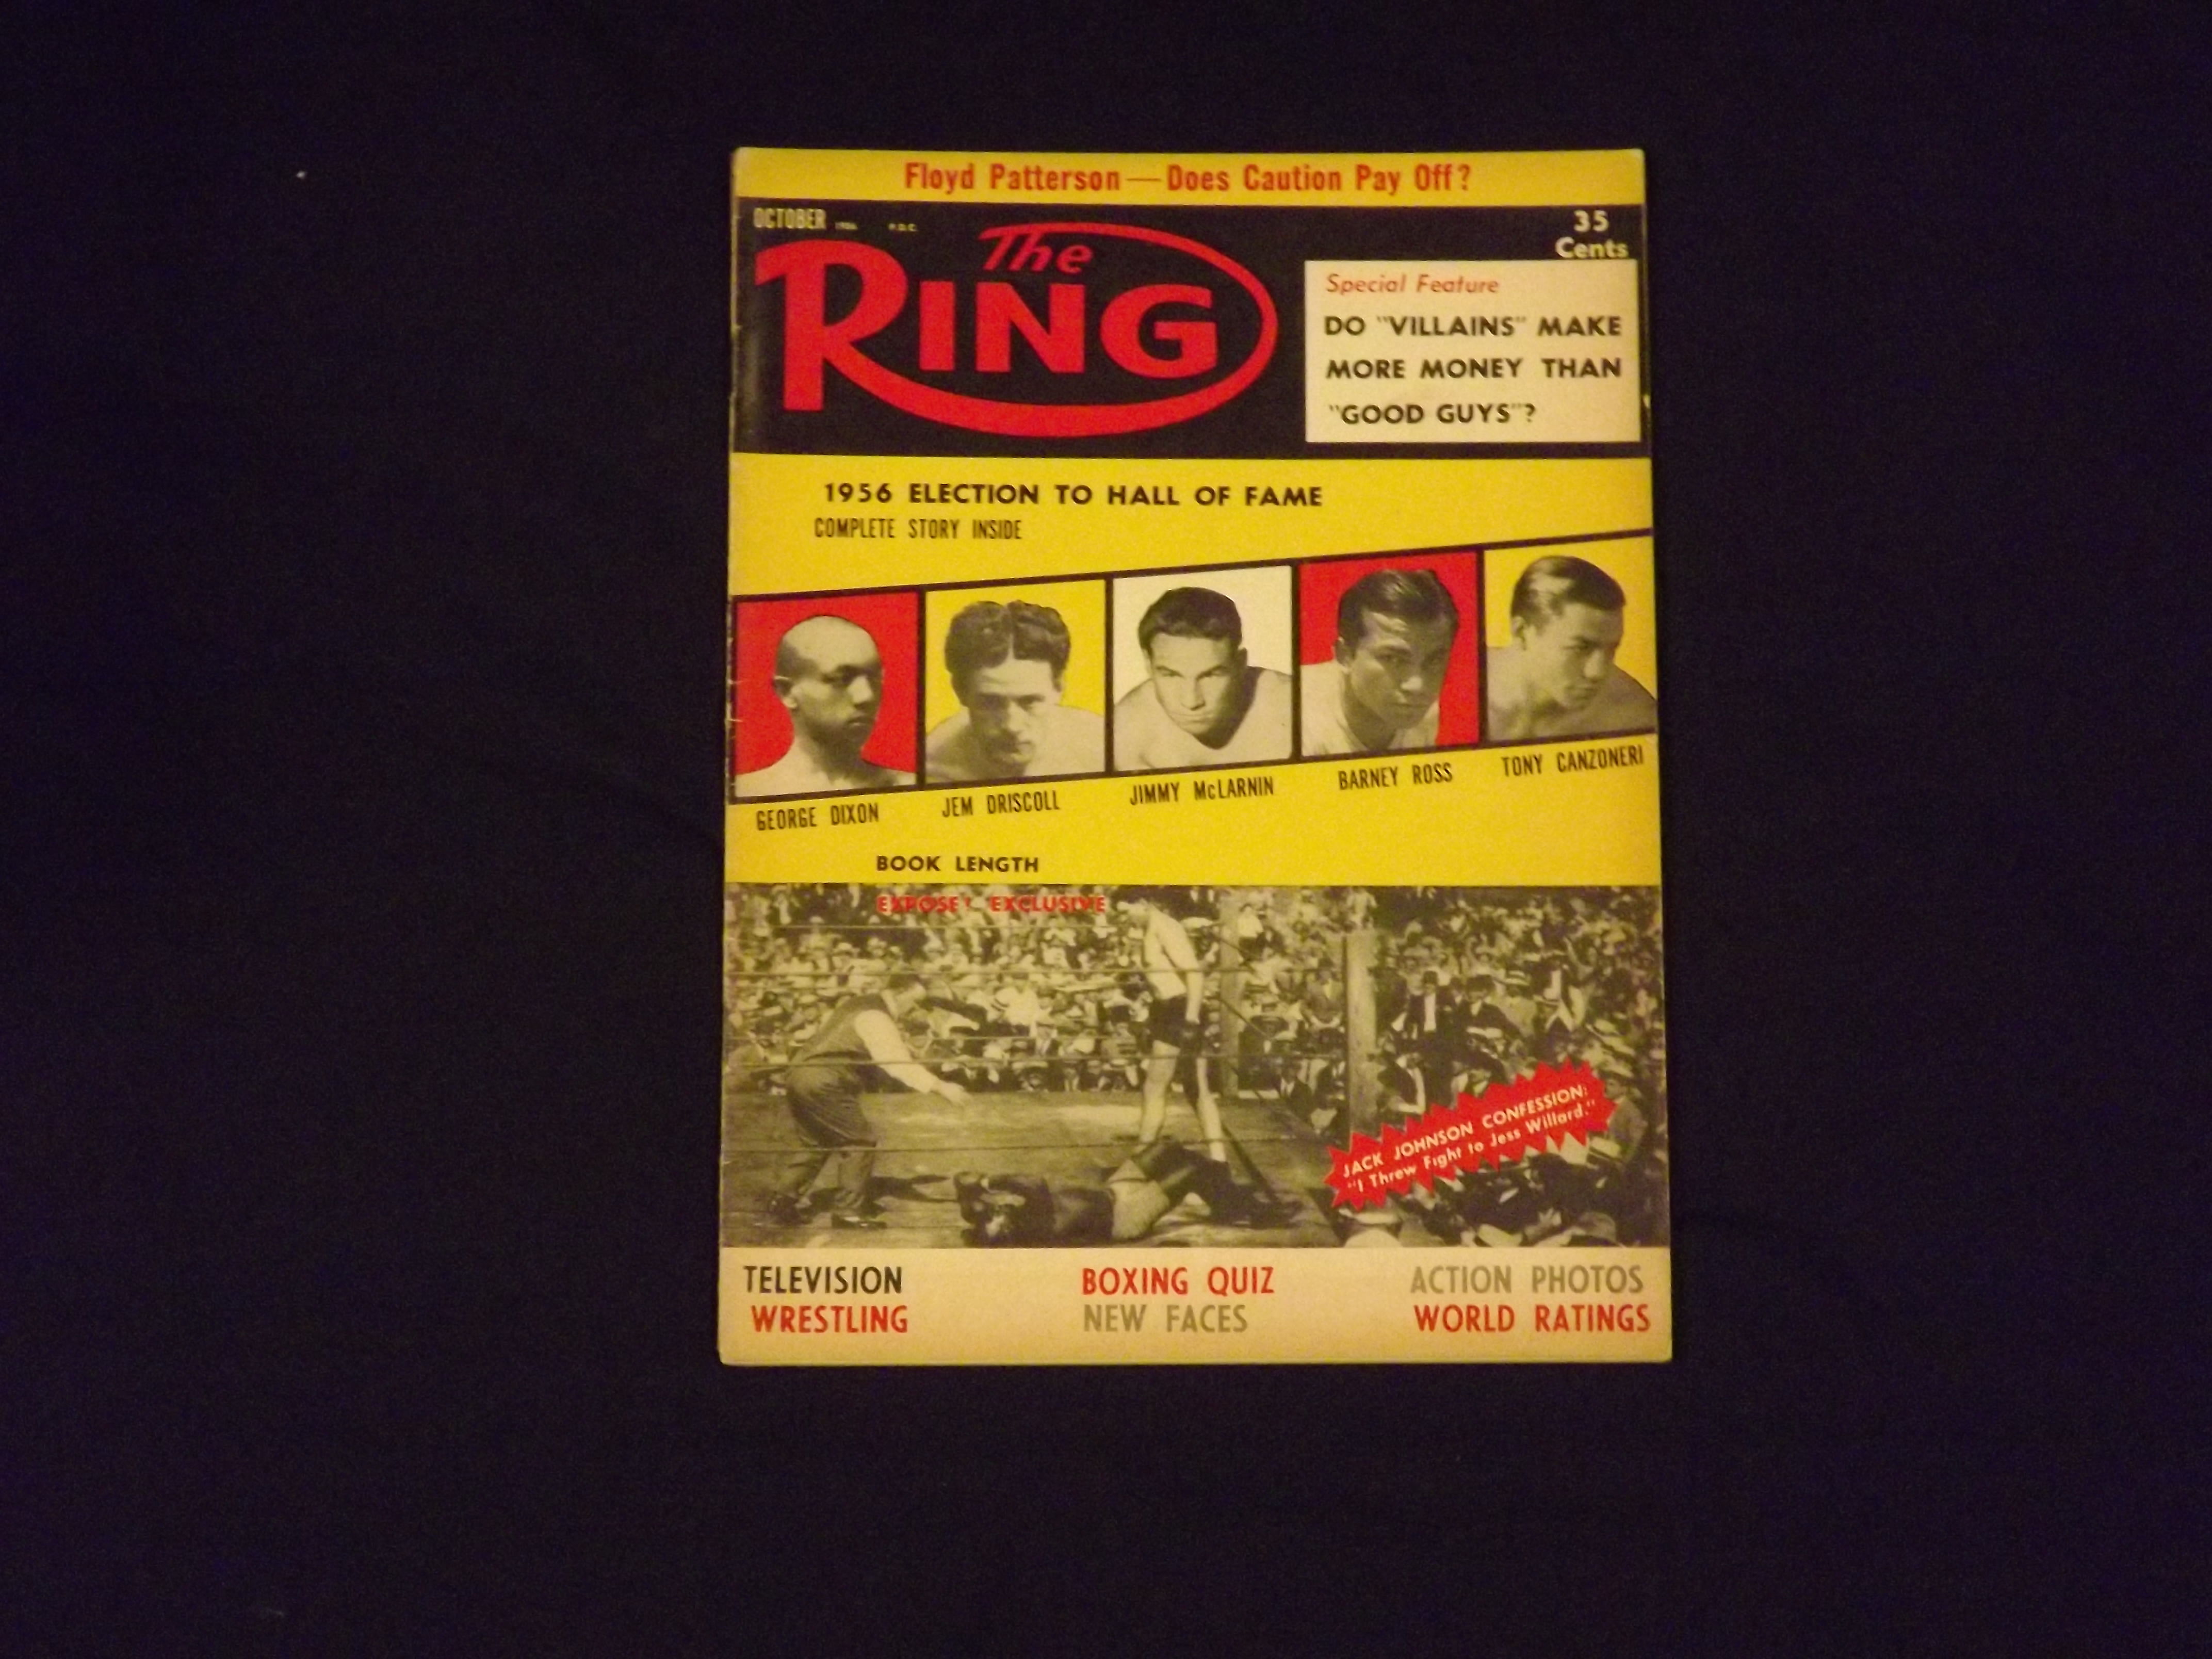 Floyd Patterson—Does Caution Pay Off?
OCTOBER 1956 P.D.C.
35
Cents
The
RING
Special Feature
DO "VILLAINS" MAKE
MORE MONEY THAN
"GOOD GUYS"?
1956 ELECTION TO HALL OF FAME
COMPLETE STORY INSIDE
GEORGE DIXON
JEM DRISCOLL
JIMMY McLARNIN
BARNEY ROSS
TONY CANZONERI
BOOK LENGTH
EXPOSE! EXCLUSIVE
JACK JOHNSON CONFESSION:
"I Threw Fight to Jess Willard."
TELEVISION
WRESTLING
BOXING QUIZ
NEW FACES
ACTION PHOTOS
WORLD RATINGS